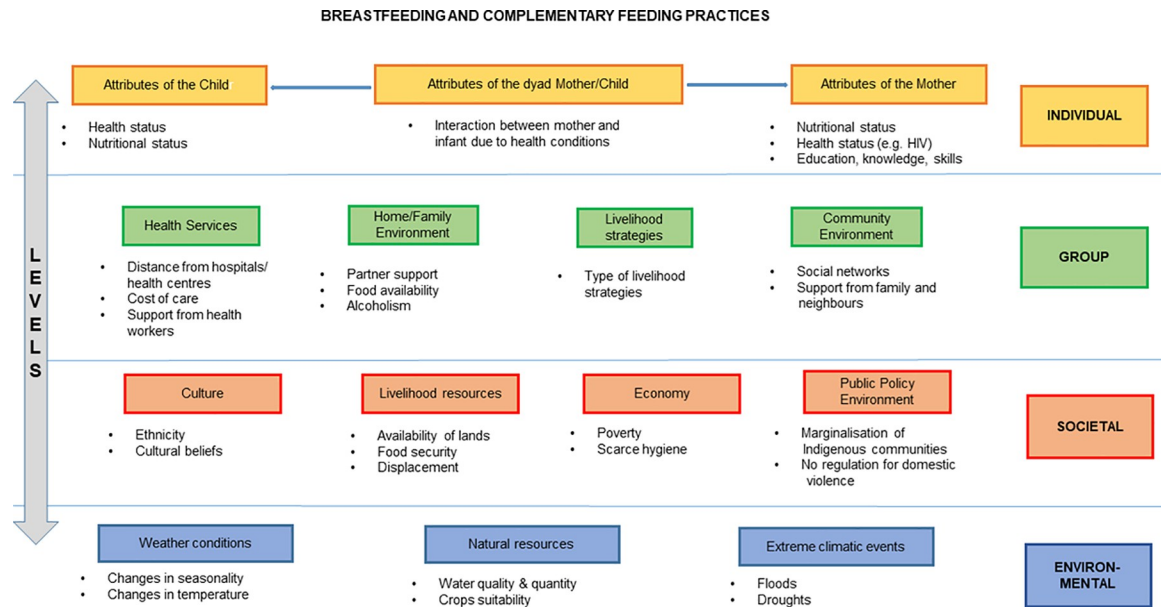 BREASTFEEDING AND COMPLEMENTARY FEEDING PRACTICES
LEVELS
Attributes of the Child
Attributes of the dyad Mother/Child
Attributes of the Mother
INDIVIDUAL
• Health status
• Nutritional status
• Interaction between mother and
infant due to health conditions
• Nutritional status
• Health status (e.g. HIV)
• Education, knowledge, skills
Health Services
Home/Family
Environment
Livelihood
strategies
Community
Environment
GROUP
• Distance from hospitals/
health centres
• Cost of care
• Support from health
workers
• Partner support
• Food availability
• Alcoholism
• Type of livelihood
strategies
• Social networks
• Support from family and
neighbours
Culture
Livelihood resources
Economy
Public Policy
Environment
SOCIETAL
• Ethnicity
• Cultural beliefs
• Availability of lands
• Food security
• Displacement
• Poverty
• Scarce hygiene
• Marginalisation of
Indigenous communities
• No regulation for domestic
violence
Weather conditions
Natural resources
Extreme climatic events
ENVIRON-
MENTAL
• Changes in seasonality
• Changes in temperature
• Water quality & quantity
• Crops suitability
• Floods
• Droughts